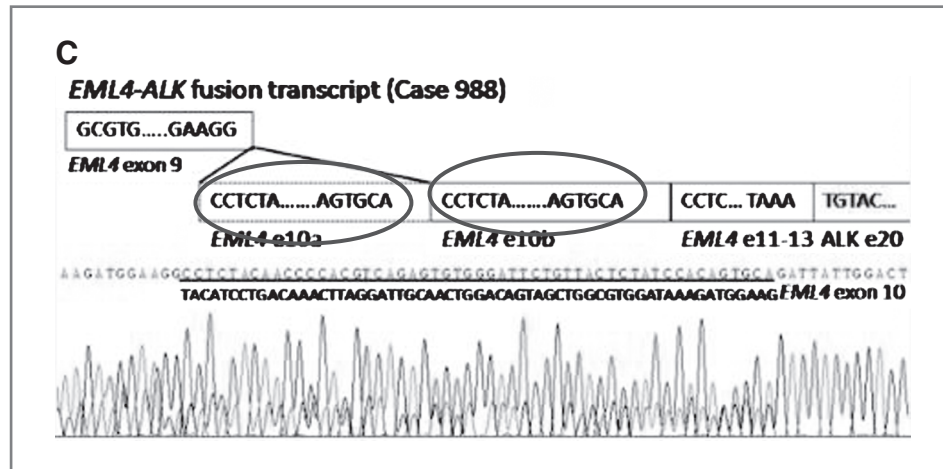 C
EML4-ALK fusion transcript (Case 988)
GCGTG.....GAAGG
EML4 exon 9
CCTCTA.......AGTGCA CCTCTA.......AGTGCA CCTC... TAAA TGTAC...
EML4 e10a EML4 e10b EML4 e11-13 ALK e20
AAGATGGAAGGCCTCTACAACCCCACGTCAGAGTGTGGGATTCTGTTACTCTATCCACAGTGCAGATTATTGGACT
TACATCCTGACAAACTTAGGATTGCAACTGGACAGTAGCTGGCGTGGATAAAGATGGAAG EML4 exon 10